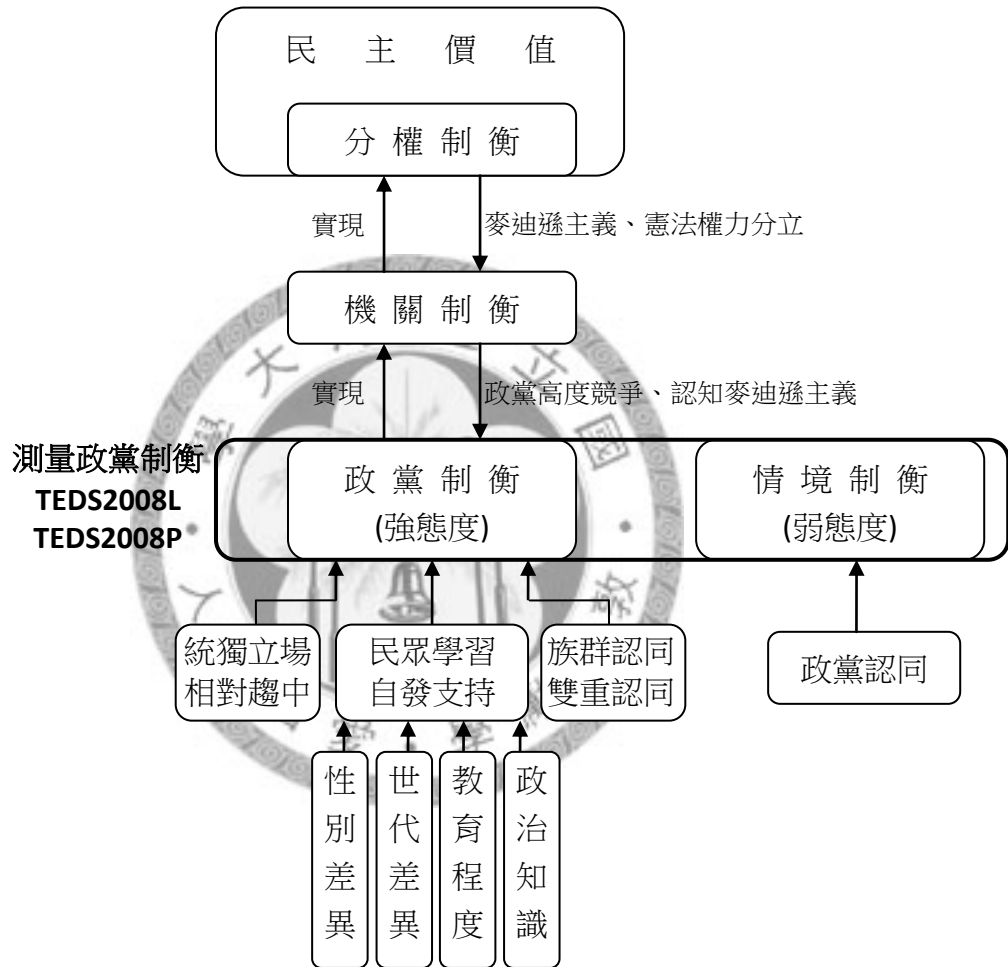 民主價值
分權制衡
實現
麥迪遜主義、憲法權力分立
機關制衡
實現
政黨高度競爭、認知麥迪遜主義
測量政黨制衡
TEDS2008L
TEDS2008P
政黨制衡
(強態度)
情境制衡
(弱態度)
統獨立場
相對趨中
民眾學習
自發支持
族群認同
雙重認同
政黨認同
性別差異
世代差異
教育程度
政治知識